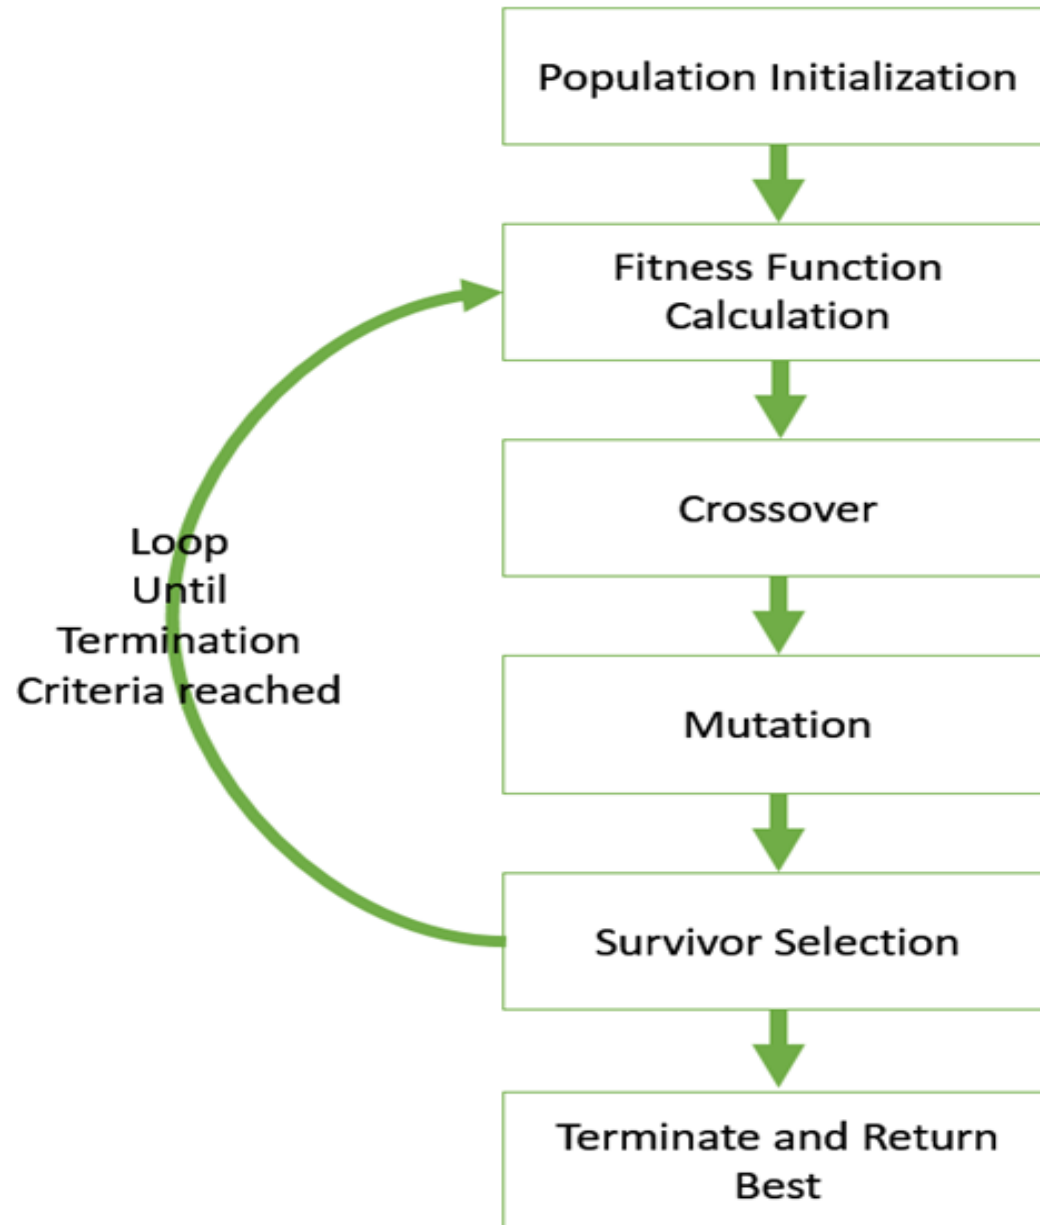 Population Initialization
Fitness Function
Calculation
Crossover
Loop
Until
Termination
Criteria reached
Mutation
Survivor Selection
Terminate and Return
Best